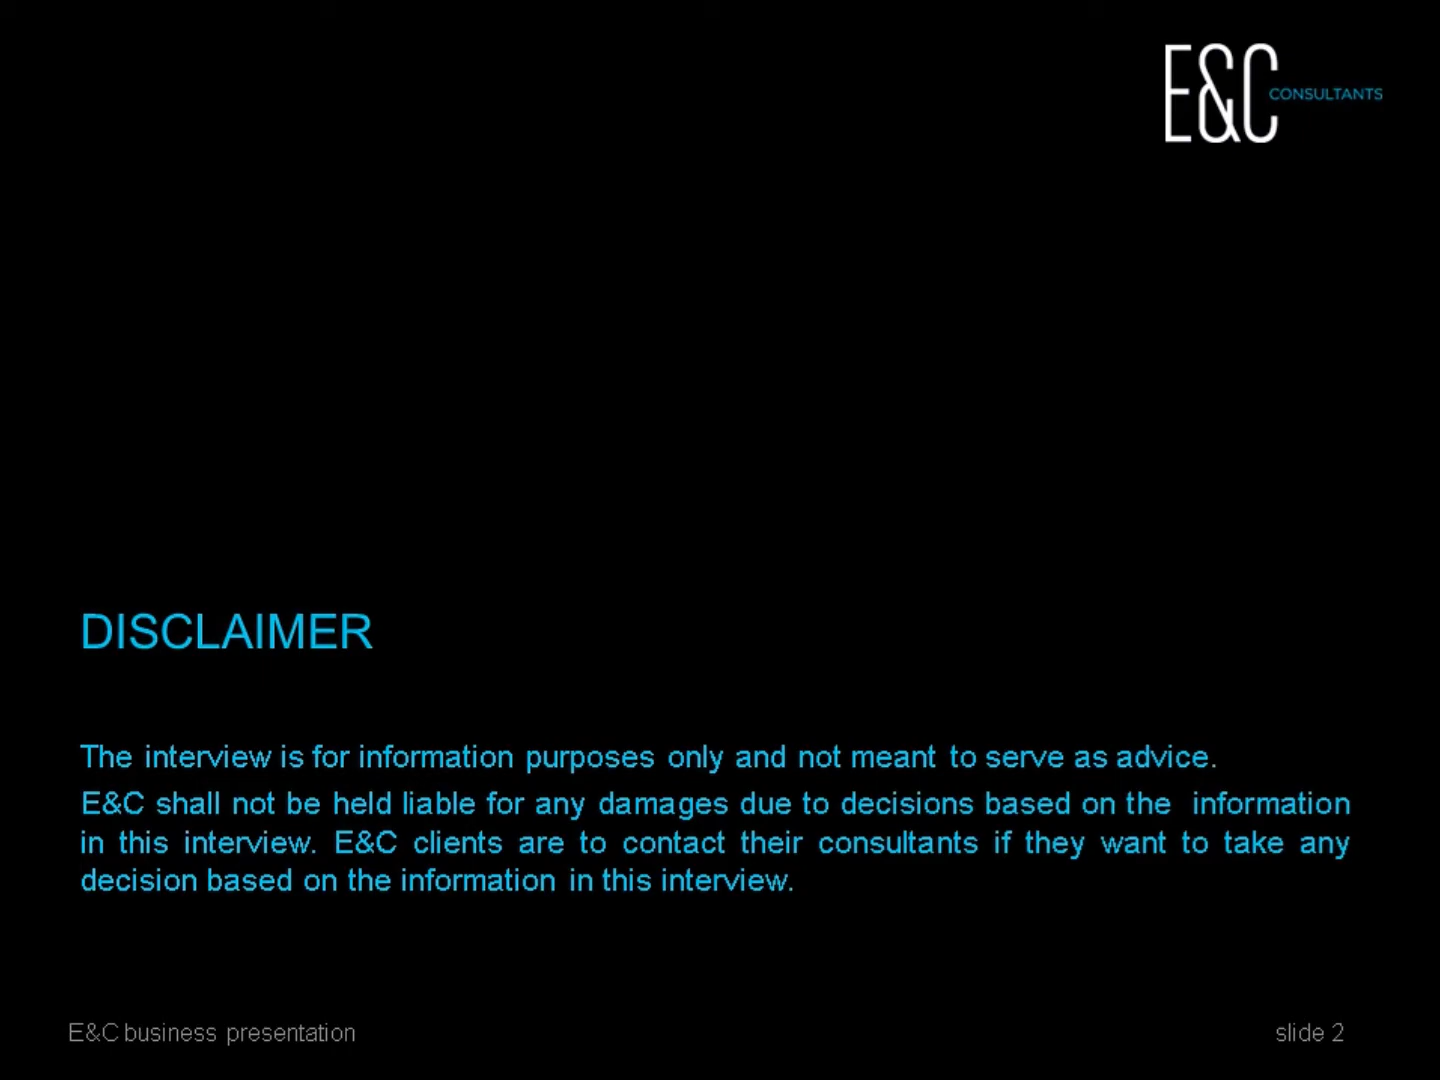 E&C CONSULTANTS
DISCLAIMER
The interview is for information purposes only and not meant to serve as advice.
E&C shall not be held liable for any damages due to decisions based on the information
in this interview. E&C clients are to contact their consultants if they want to take any
decision based on the information in this interview.
E&C business presentation
slide 2